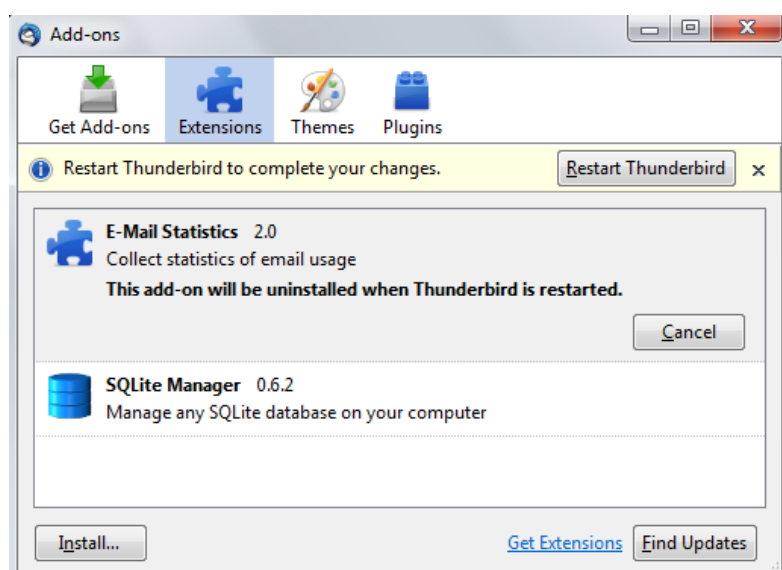 Add-ons
Get Add-ons Extensions Themes Plugins
Restart Thunderbird to complete your changes. Restart Thunderbird
E-Mail Statistics 2.0
Collect statistics of email usage
This add-on will be uninstalled when Thunderbird is restarted.
Cancel
SQLite Manager 0.6.2
Manage any SQLite database on your computer
Install... Get Extensions Find Updates